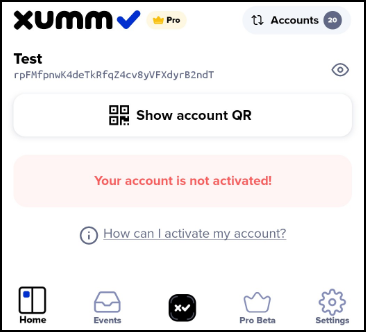 xumm Pro Accounts 20
Test
rpFMfpnwK4deTkRfqZ4cv8yVFXdyrB2ndT
Show account QR
Your account is not activated!
How can I activate my account?
Home Events Pro Beta Settings